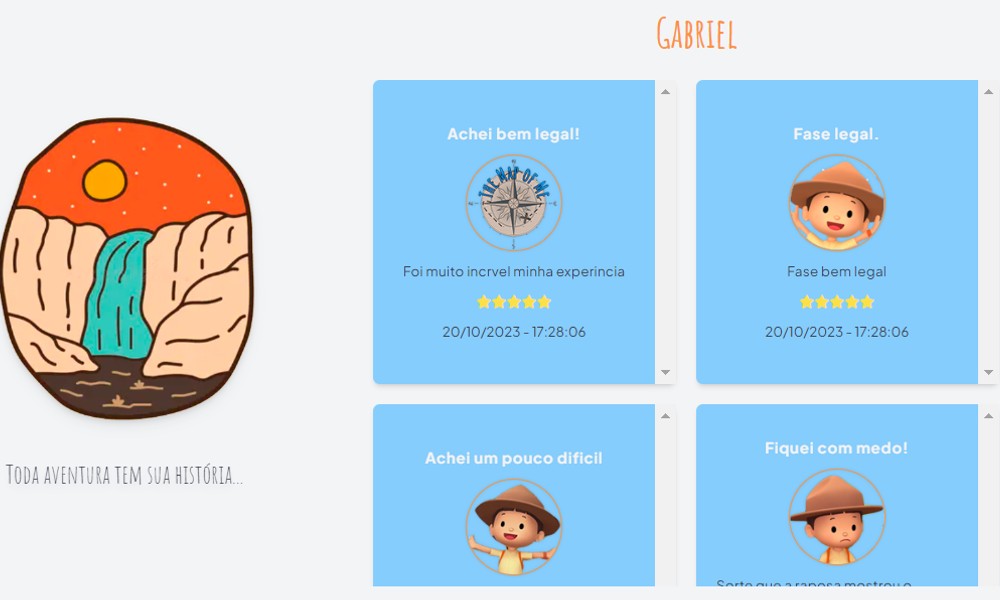 Gabriel
Toda aventura tem sua história...
Achei bem legal!
THE MAP OF ME
Foi muito incrvel minha experincia
20/10/2023 - 17:28:06
Fase legal.
Fase bem legal
20/10/2023 - 17:28:06
Achei um pouco dificil
Fiquei com medo!
Sorte que a raposa mostrou o